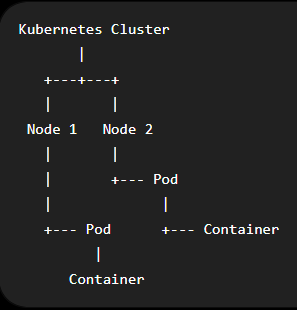 Kubernetes Cluster
|
+---+---+
| |
Node 1 Node 2
| |
| +--- Pod
| |
+--- Pod +--- Container
|
Container